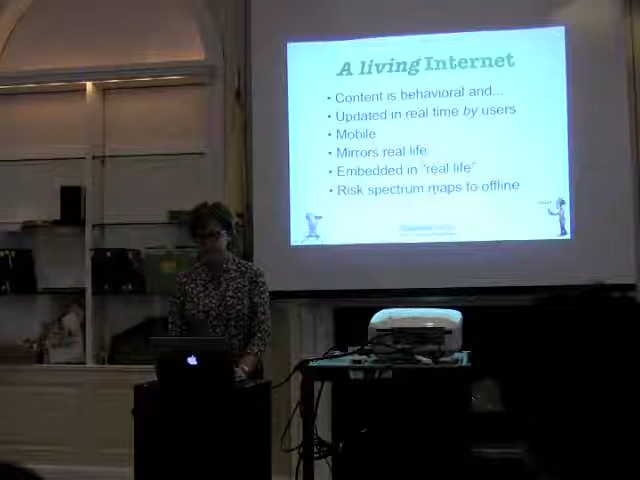 A living Internet
• Content is behavioral and...
• Updated in real time by users
• Mobile
• Mirrors real life
• Embedded in "real life"
• Risk spectrum maps to offline